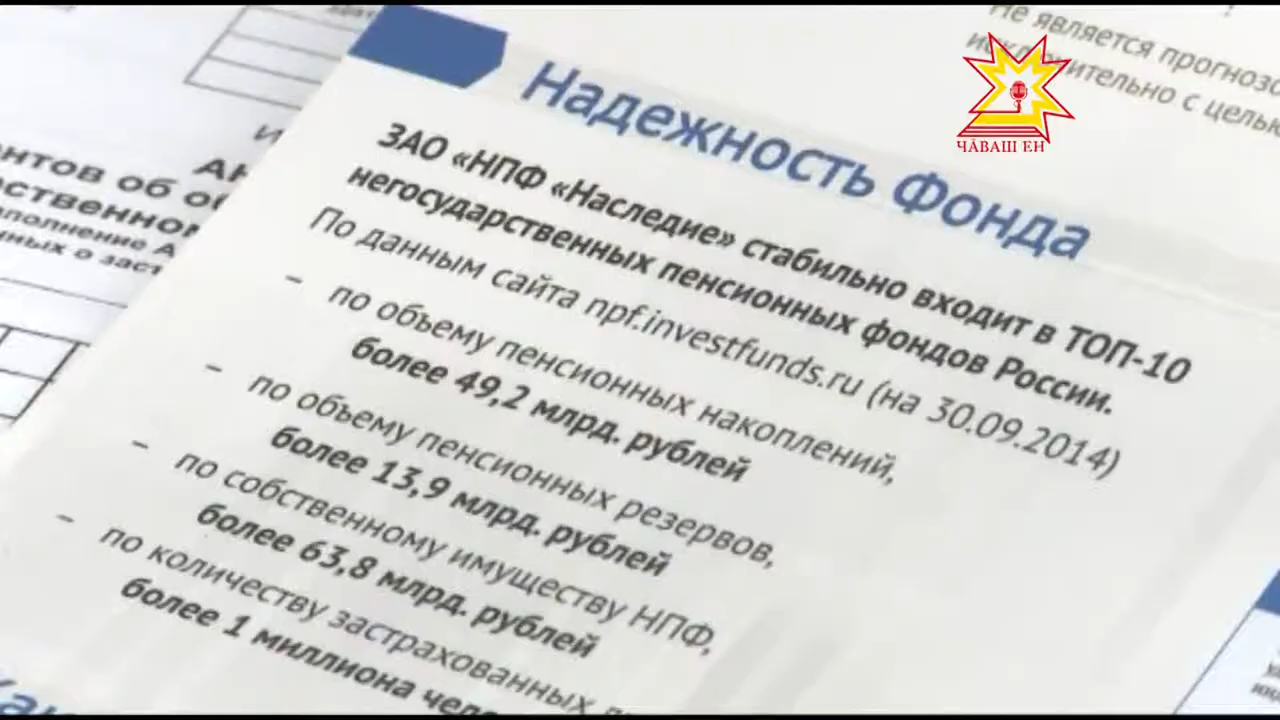 Надежность Фонда
ЗАО «НПФ «Наследие» стабильно входит в ТОП-10
негосударственных пенсионных фондов России.
По данным сайта npf.investfunds.ru (на 30.09.2014)
– по объему пенсионных накоплений,
более 49,2 млрд. рублей
– по объему пенсионных резервов,
более 13,9 млрд. рублей
– по собственному имуществу НПФ,
более 63,8 млрд. рублей
– по количеству застрахованных
более 1 миллиона
Не является
с целью
ЧӐВАШ ЕН
об